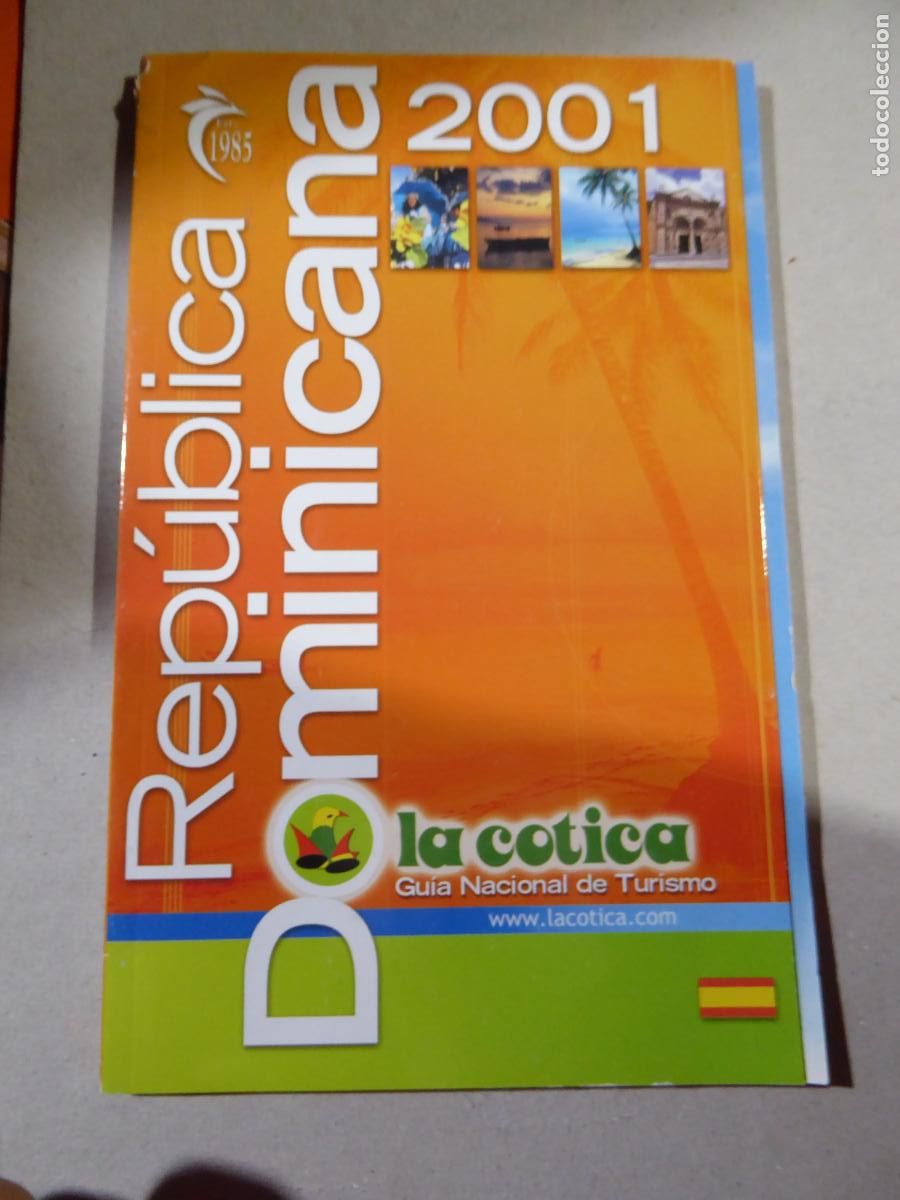 2001
1985
República
Dominicana
la cotica
Guía Nacional de Turismo
www.lacotica.com
todocoleccion